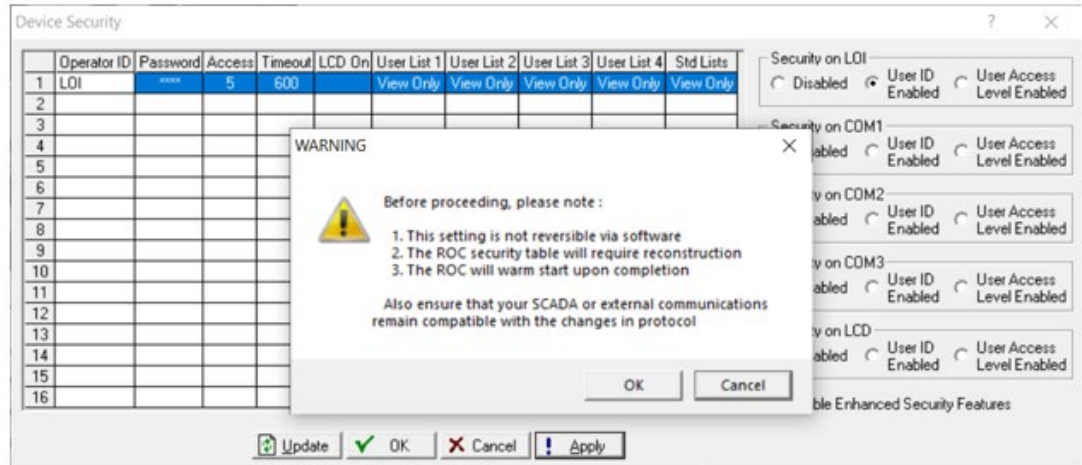 Device Security
? ×
Operator ID Password Access Timeout LCD On User List 1 User List 2 User List 3 User List 4 Std Lists
1 LOI **** 5 600 View Only View Only View Only View Only View Only
2
3
4
5
6
7
8
9
10
11
12
13
14
15
16
Security on LOI
Disabled User ID Enabled User Access Level Enabled
Security on COM1
abled User ID Enabled User Access Level Enabled
y on COM2
abled User ID Enabled User Access Level Enabled
y on COM3
abled User ID Enabled User Access Level Enabled
y on LCD
abled User ID Enabled User Access Level Enabled
ble Enhanced Security Features
WARNING ×
Before proceeding, please note :
1. This setting is not reversible via software
2. The ROC security table will require reconstruction
3. The ROC will warm start upon completion
Also ensure that your SCADA or external communications
remain compatible with the changes in protocol
OK Cancel
Update OK Cancel ! Apply